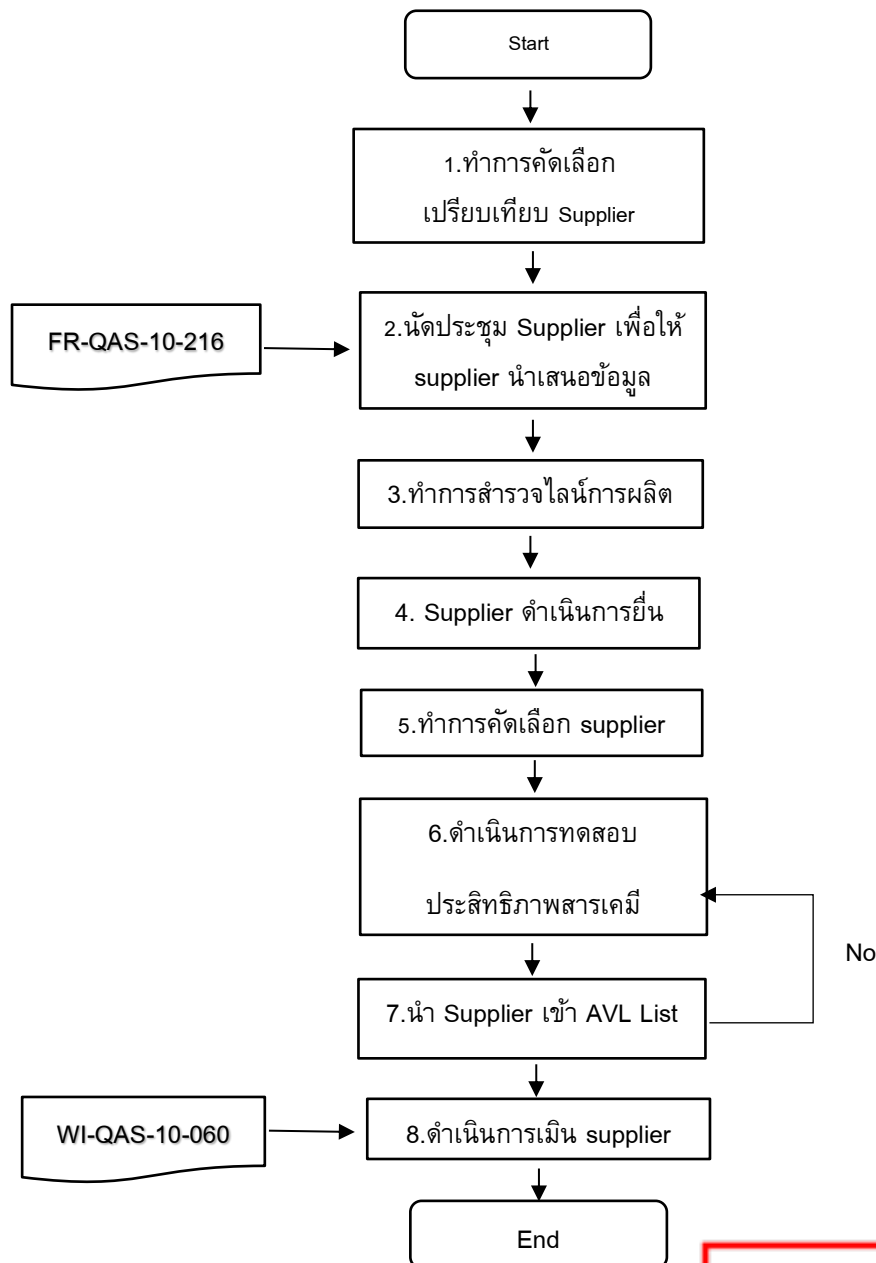 Start
1.ทำการคัดเลือก
เปรียบเทียบ Supplier
FR-QAS-10-216
2.นัดประชุม Supplier เพื่อให้
supplier นำเสนอข้อมูล
3.ทำการสำรวจไลน์การผลิต
4. Supplier ดำเนินการยื่น
5.ทำการคัดเลือก supplier
6.ดำเนินการทดสอบ
ประสิทธิภาพสารเคมี
No
7.นำ Supplier เข้า AVL List
WI-QAS-10-060
8.ดำเนินการเมิน supplier
End